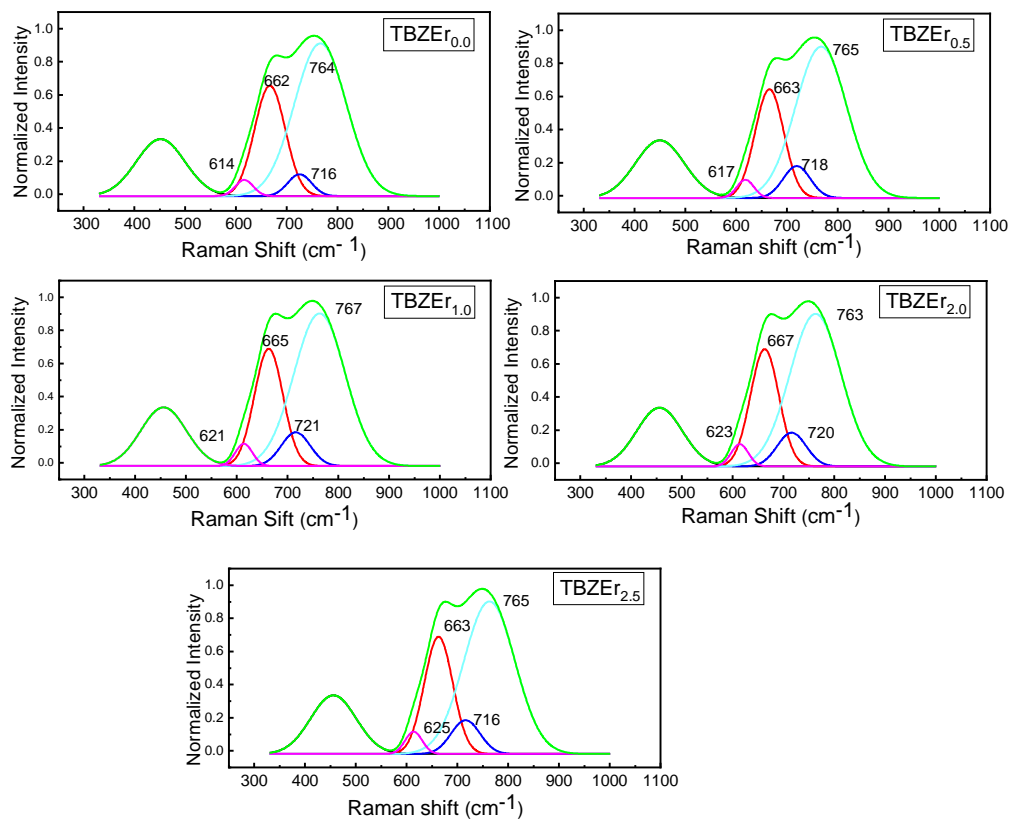 TBZEr0.0
Normalized Intensity
1.0
0.8
0.6
0.4
0.2
0.0
614
662
716
764
300 400 500 600 700 800 900 1000 1100
Raman Shift (cm- 1)
TBZEr0.5
Normalized Intensity
1.0
0.8
0.6
0.4
0.2
0.0
617
663
718
765
300 400 500 600 700 800 900 1000 1100
Raman shift (cm-1)
TBZEr1.0
Normalized Intensity
1.0
0.8
0.6
0.4
0.2
0.0
621
665
721
767
300 400 500 600 700 800 900 1000 1100
Raman Sift (cm-1)
TBZEr2.0
Normalized Intensity
1.0
0.8
0.6
0.4
0.2
0.0
623
667
720
763
300 400 500 600 700 800 900 1000 1100
Raman Shift (cm-1)
TBZEr2.5
Normalized Intensity
1.0
0.8
0.6
0.4
0.2
0.0
625
663
716
765
300 400 500 600 700 800 900 1000 1100
Raman shift (cm-1)